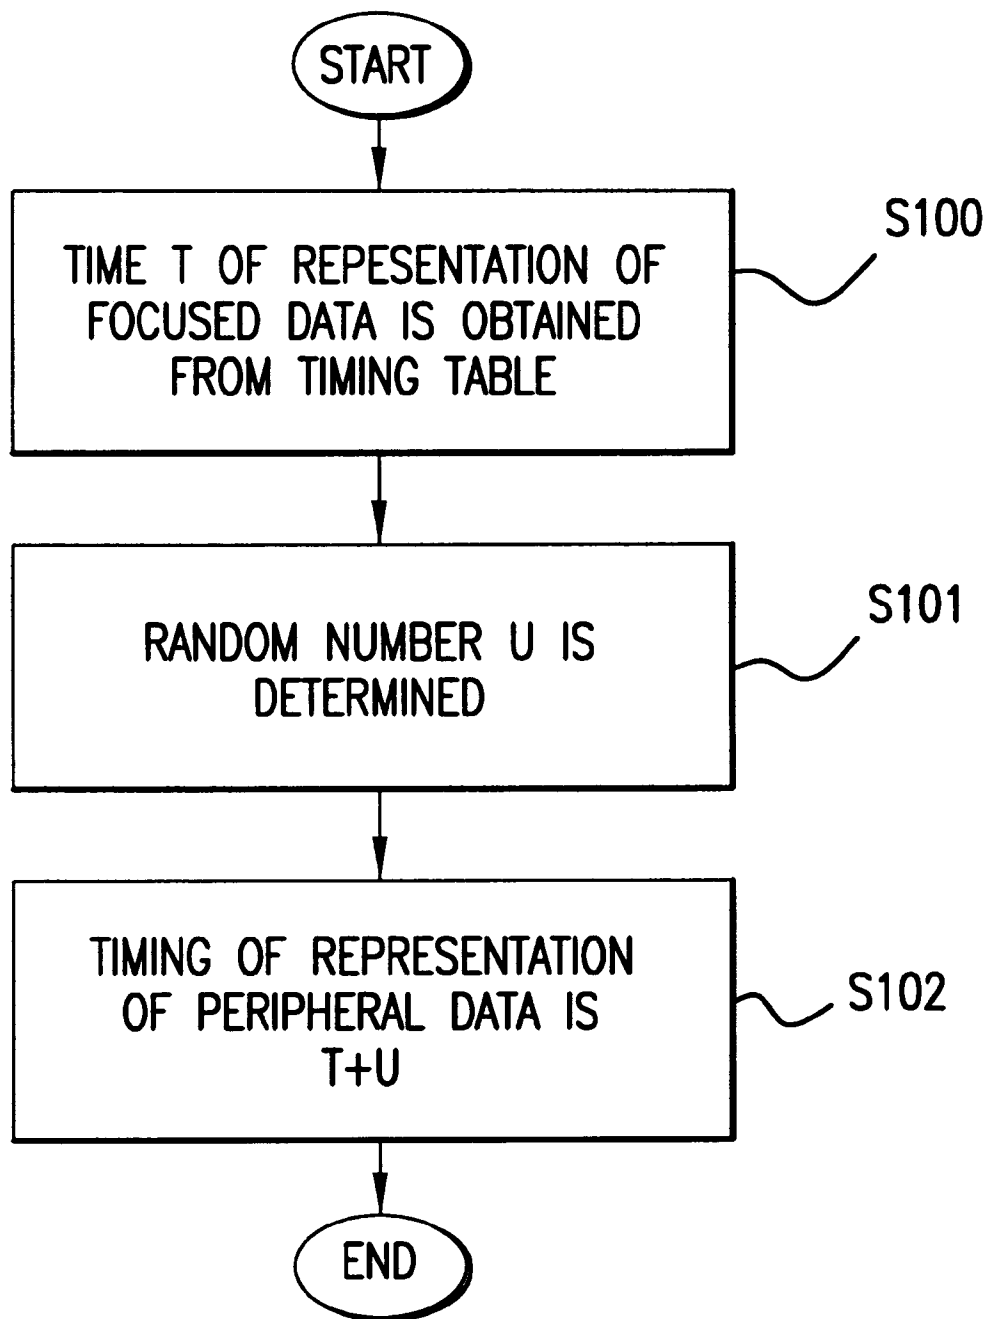 START
S100
TIME T OF REPESENTATION OF
FOCUSED DATA IS OBTAINED
FROM TIMING TABLE
S101
RANDOM NUMBER U IS
DETERMINED
TIMING OF REPRESENTATION
OF PERIPHERAL DATA IS
T+U
S102
END